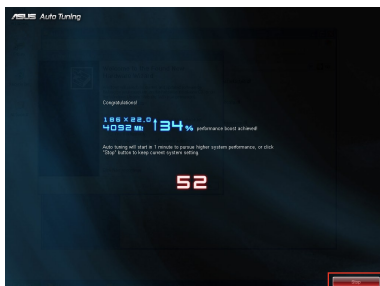 ASUS Auto Tuning
Congratulations!
186 x 22.0
4092 MHz 34% performance boost achieved!
Auto tuning will start in 1 minute to pursue higher system performance, or click
"Stop" button to keep current system setting
52
Stop